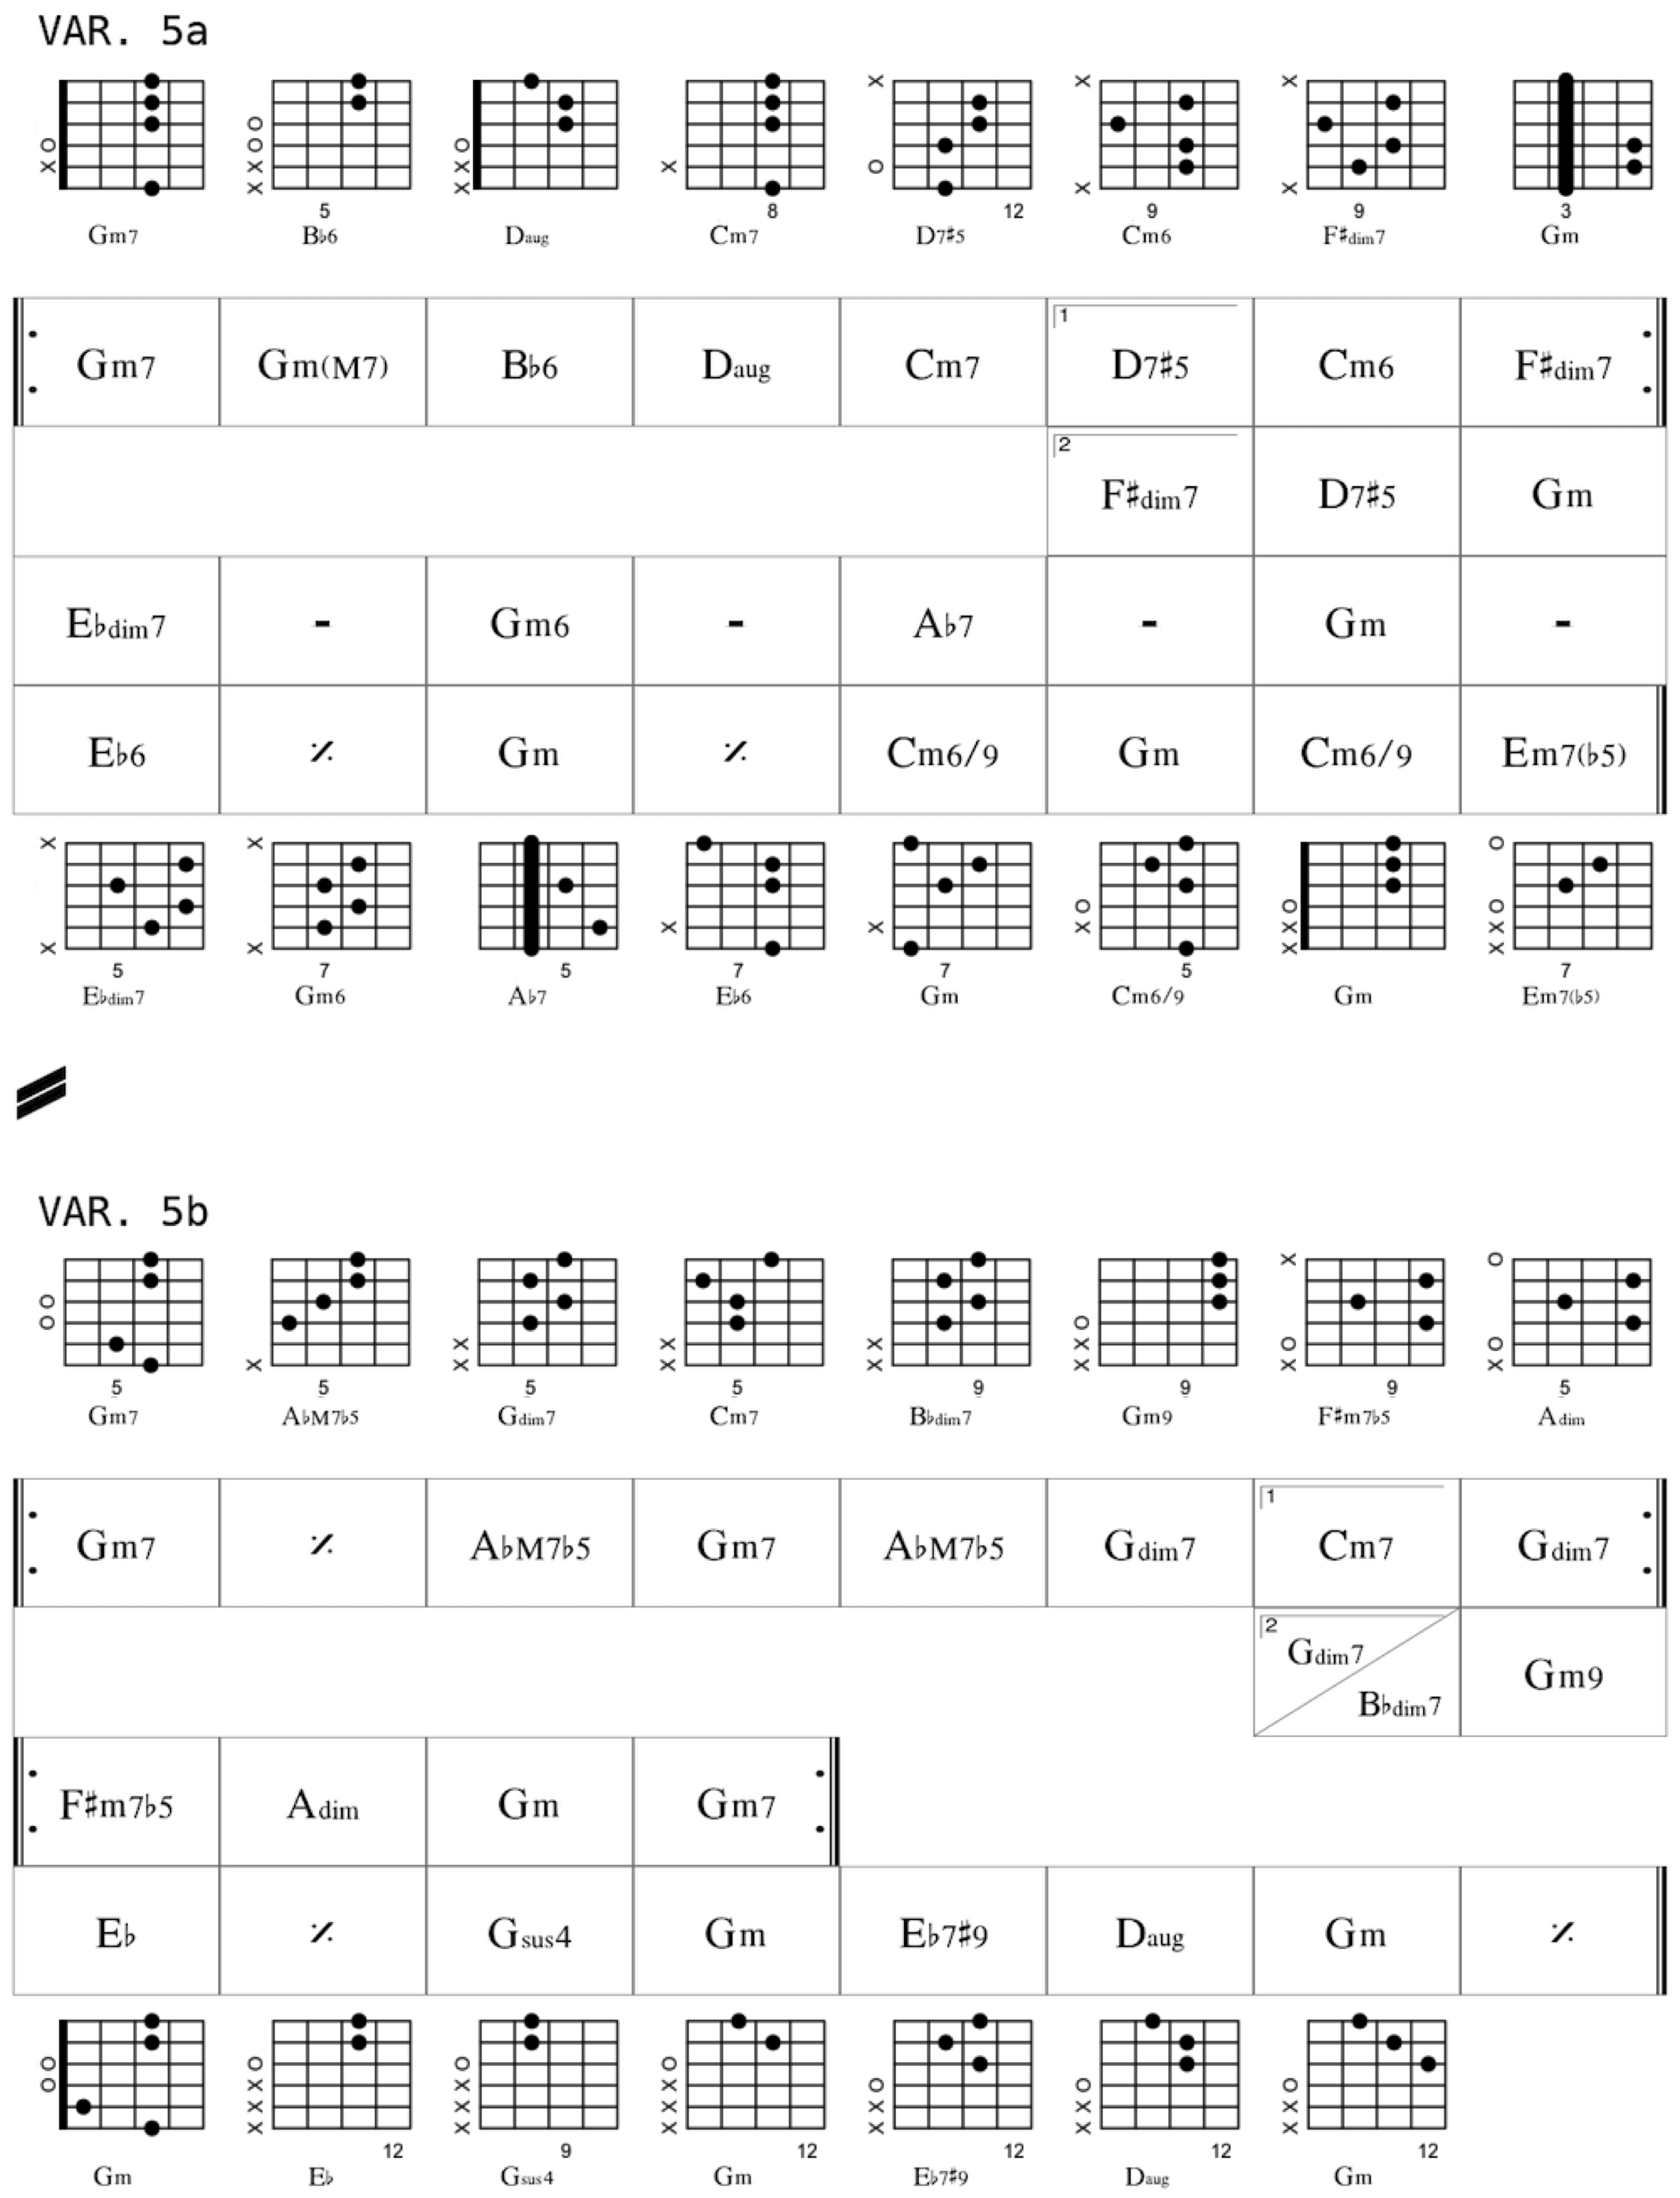 VAR. 5a
X O
X X O O
X X O
X
X O
X X
X X
5 8 12 9 9 3
Gm7 B♭6 Daug Cm7 D7♯5 Cm6 F♯dim7 Gm
Gm7 Gm(M7) B♭6 Daug Cm7 1 D7♯5 Cm6 F♯dim7
2 F♯dim7 D7♯5 Gm
E♭dim7 - Gm6 - A♭7 - Gm -
E♭6 ٪ Gm ٪ Cm6/9 Gm Cm6/9 Em7(♭5)
X X
X X
X
X
X O
X X O
X X O O
5 7 5 7 7 5 7
E♭dim7 Gm6 A♭7 E♭6 Gm Cm6/9 Gm Em7(♭5)
VAR. 5b
O O
X
X X
X X
X X
X X O
X O X
X O O
5 5 5 5 9 9 9 5
Gm7 A♭M7♭5 Gdim7 Cm7 B♭dim7 Gm9 F♯m7♭5 Adim
Gm7 ٪ A♭M7♭5 Gm7 A♭M7♭5 Gdim7 1 Cm7 Gdim7
2 Gdim7 B♭dim7 Gm9
F♯m7♭5 Adim Gm Gm7
E♭ ٪ Gsus4 Gm E♭7♯9 Daug Gm ٪
O O
X X X O
X X X O
X X X O
X X O
X X O
X X O
12 9 12 12 12 12
Gm E♭ Gsus4 Gm E♭7♯9 Daug Gm